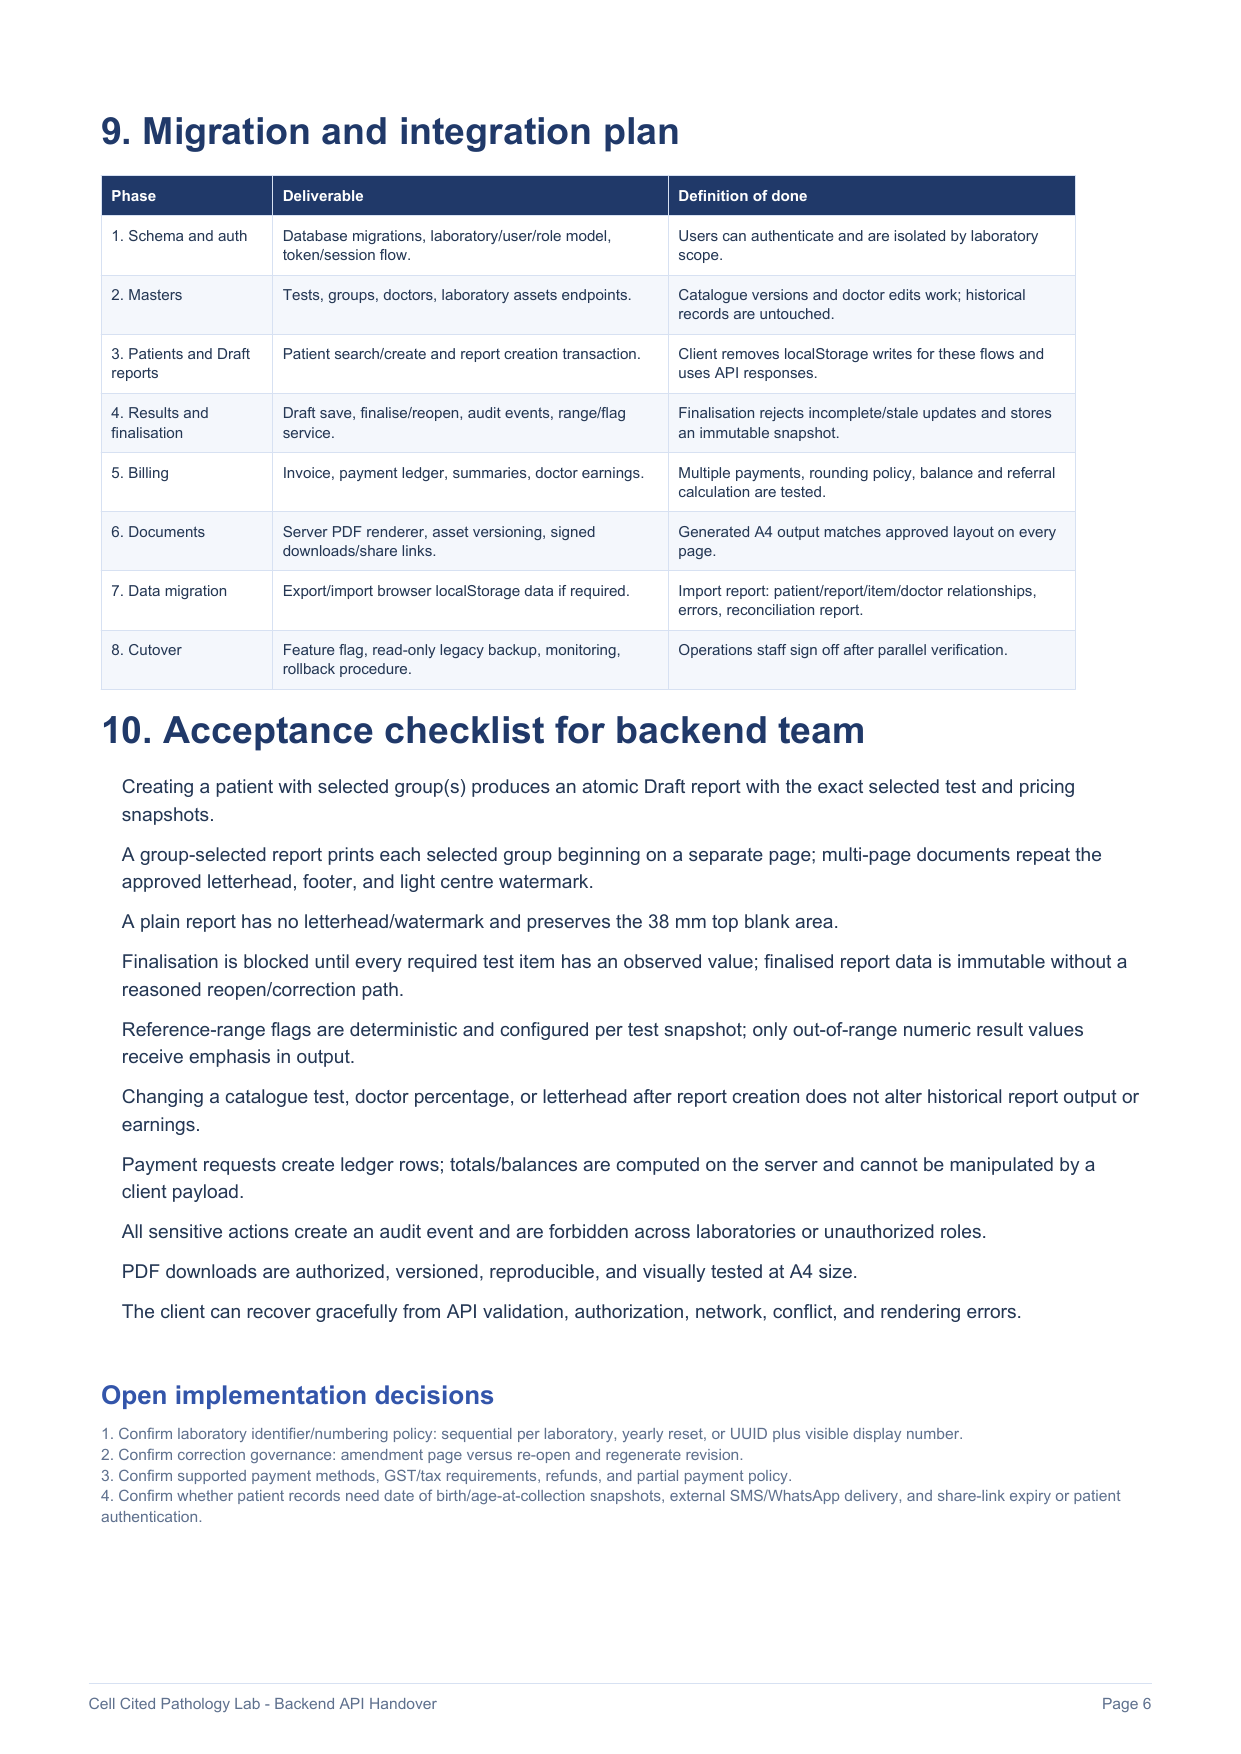 9. Migration and integration plan
Phase Deliverable Definition of done
1. Schema and auth
Database migrations, laboratory/user/role model,
token/session flow.
Users can authenticate and are isolated by laboratory
scope.
2. Masters
Tests, groups, doctors, laboratory assets endpoints.
Catalogue versions and doctor edits work; historical
records are untouched.
3. Patients and Draft
reports
Patient search/create and report creation transaction.
Client removes localStorage writes for these flows and
uses API responses.
4. Results and
finalisation
Draft save, finalise/reopen, audit events, range/flag
service.
Finalisation rejects incomplete/stale updates and stores
an immutable snapshot.
5. Billing
Invoice, payment ledger, summaries, doctor earnings.
Multiple payments, rounding policy, balance and referral
calculation are tested.
6. Documents
Server PDF renderer, asset versioning, signed
downloads/share links.
Generated A4 output matches approved layout on every
page.
7. Data migration
Export/import browser localStorage data if required.
Import report: patient/report/item/doctor relationships,
errors, reconciliation report.
8. Cutover
Feature flag, read-only legacy backup, monitoring,
rollback procedure.
Operations staff sign off after parallel verification.
10. Acceptance checklist for backend team
Creating a patient with selected group(s) produces an atomic Draft report with the exact selected test and pricing
snapshots.
A group-selected report prints each selected group beginning on a separate page; multi-page documents repeat the
approved letterhead, footer, and light centre watermark.
A plain report has no letterhead/watermark and preserves the 38 mm top blank area.
Finalisation is blocked until every required test item has an observed value; finalised report data is immutable without a
reasoned reopen/correction path.
Reference-range flags are deterministic and configured per test snapshot; only out-of-range numeric result values
receive emphasis in output.
Changing a catalogue test, doctor percentage, or letterhead after report creation does not alter historical report output or
earnings.
Payment requests create ledger rows; totals/balances are computed on the server and cannot be manipulated by a
client payload.
All sensitive actions create an audit event and are forbidden across laboratories or unauthorized roles.
PDF downloads are authorized, versioned, reproducible, and visually tested at A4 size.
The client can recover gracefully from API validation, authorization, network, conflict, and rendering errors.
Open implementation decisions
1. Confirm laboratory identifier/numbering policy: sequential per laboratory, yearly reset, or UUID plus visible display number.
2. Confirm correction governance: amendment page versus re-open and regenerate revision.
3. Confirm supported payment methods, GST/tax requirements, refunds, and partial payment policy.
4. Confirm whether patient records need date of birth/age-at-collection snapshots, external SMS/WhatsApp delivery, and share-link expiry or patient
authentication.
Cell Cited Pathology Lab - Backend API Handover Page 6